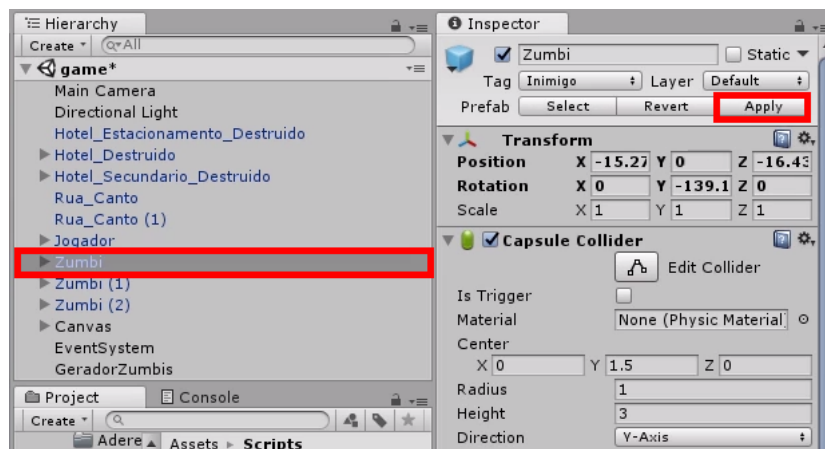 Hierarchy
Create All
game*
Main Camera
Directional Light
Hotel_Estacionamento_Destruido
Hotel_Destruido
Hotel_Secundario_Destruido
Rua_Canto
Rua_Canto (1)
Jogador
Zumbi
Zumbi (1)
Zumbi (2)
Canvas
EventSystem
GeradorZumbis
Project Console
Create
Adere Assets Scripts
Inspector
Zumbi Static
Tag Inimigo Layer Default
Prefab Select Revert Apply
Transform
Position X -15.27 Y 0 Z -16.43
Rotation X 0 Y -139.1 Z 0
Scale X 1 Y 1 Z 1
Capsule Collider
Edit Collider
Is Trigger
Material None (Physic Material)
Center
X 0 Y 1.5 Z 0
Radius 1
Height 3
Direction Y-Axis